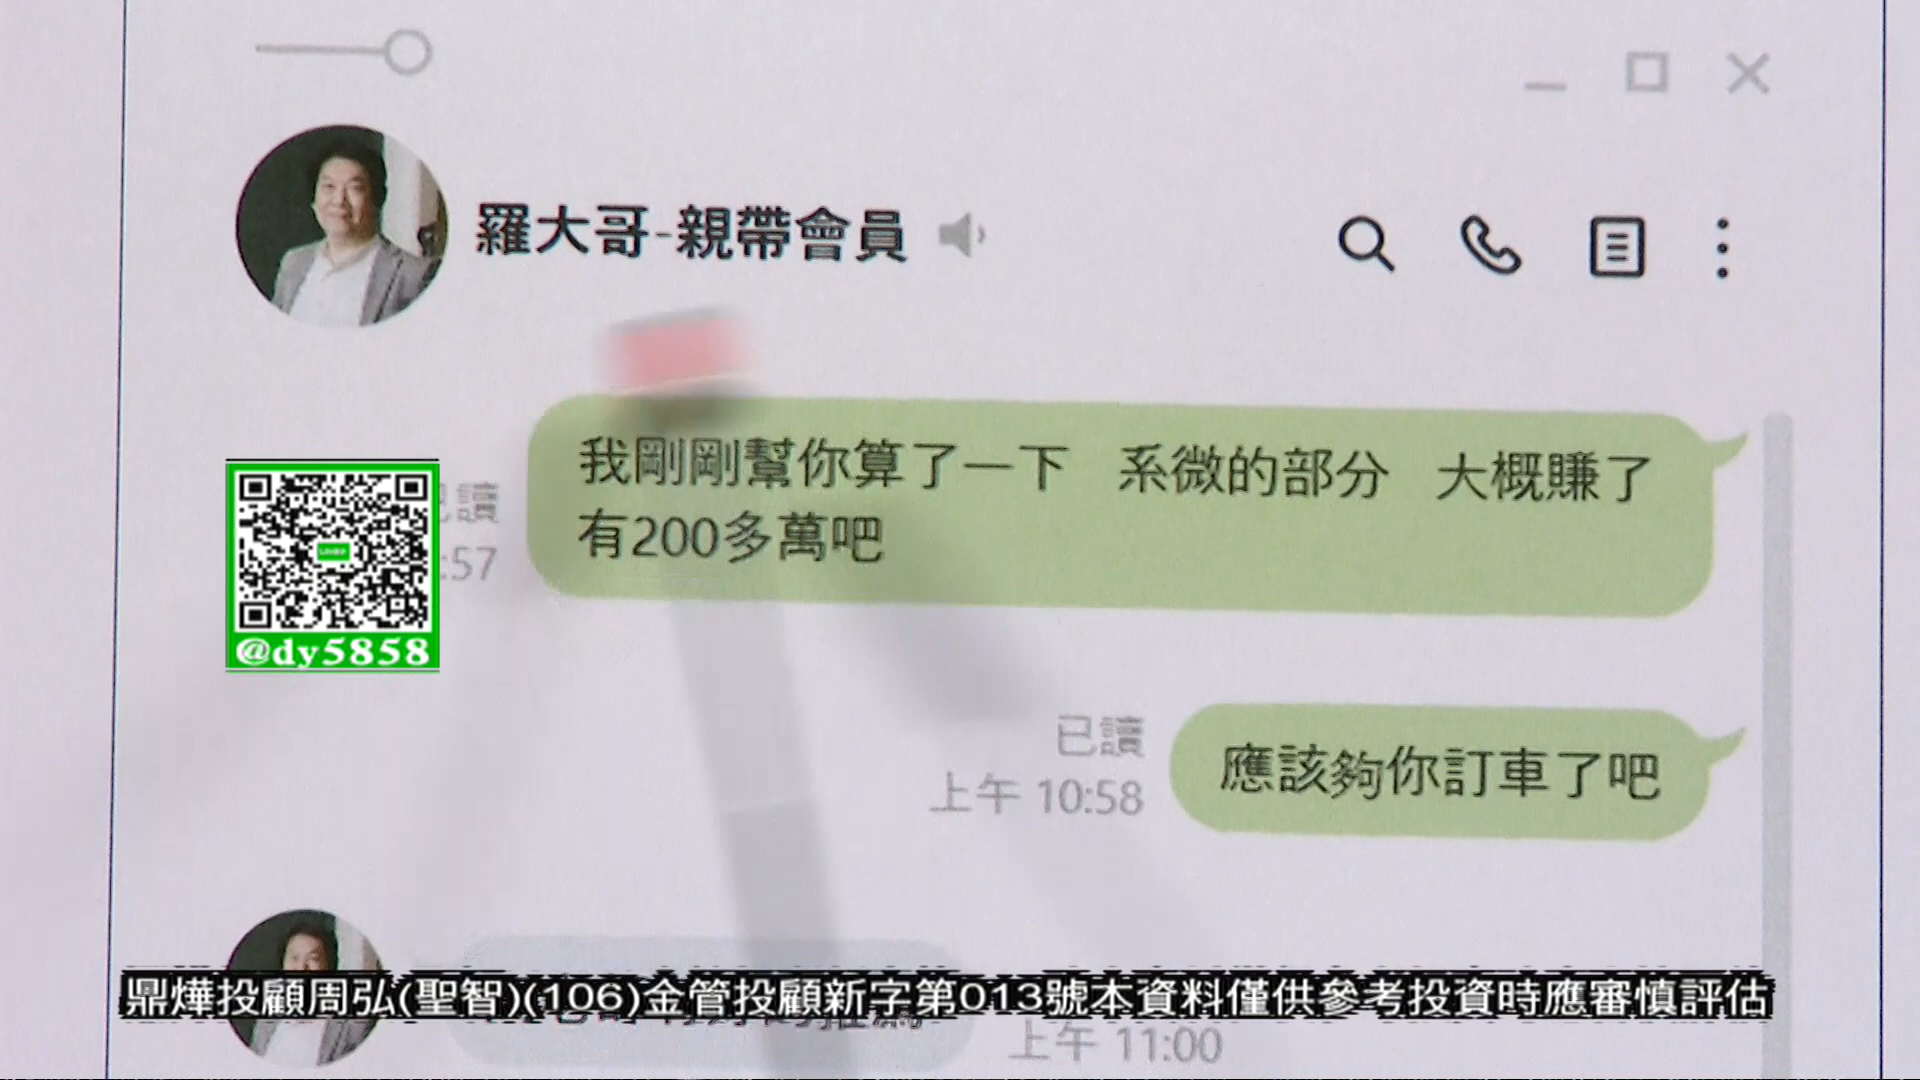 羅大哥-親帶會員
我剛剛幫你算了一下 系微的部分 大概賺了
有200多萬吧
讀
:57
@dy5858
已讀
上午 10:58
應該夠你訂車了吧
鼎燁投顧周弘(聖智)(106)金管投顧新字第013號本資料僅供參考投資時應審慎評估
上午 11:00